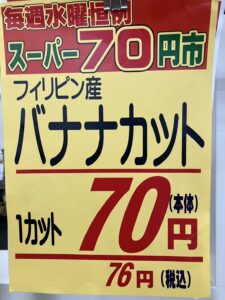 毎週水曜恒例
スーパー70円市
フィリピン産
バナナカット
1カット 70円 (本体)
76円 (税込)